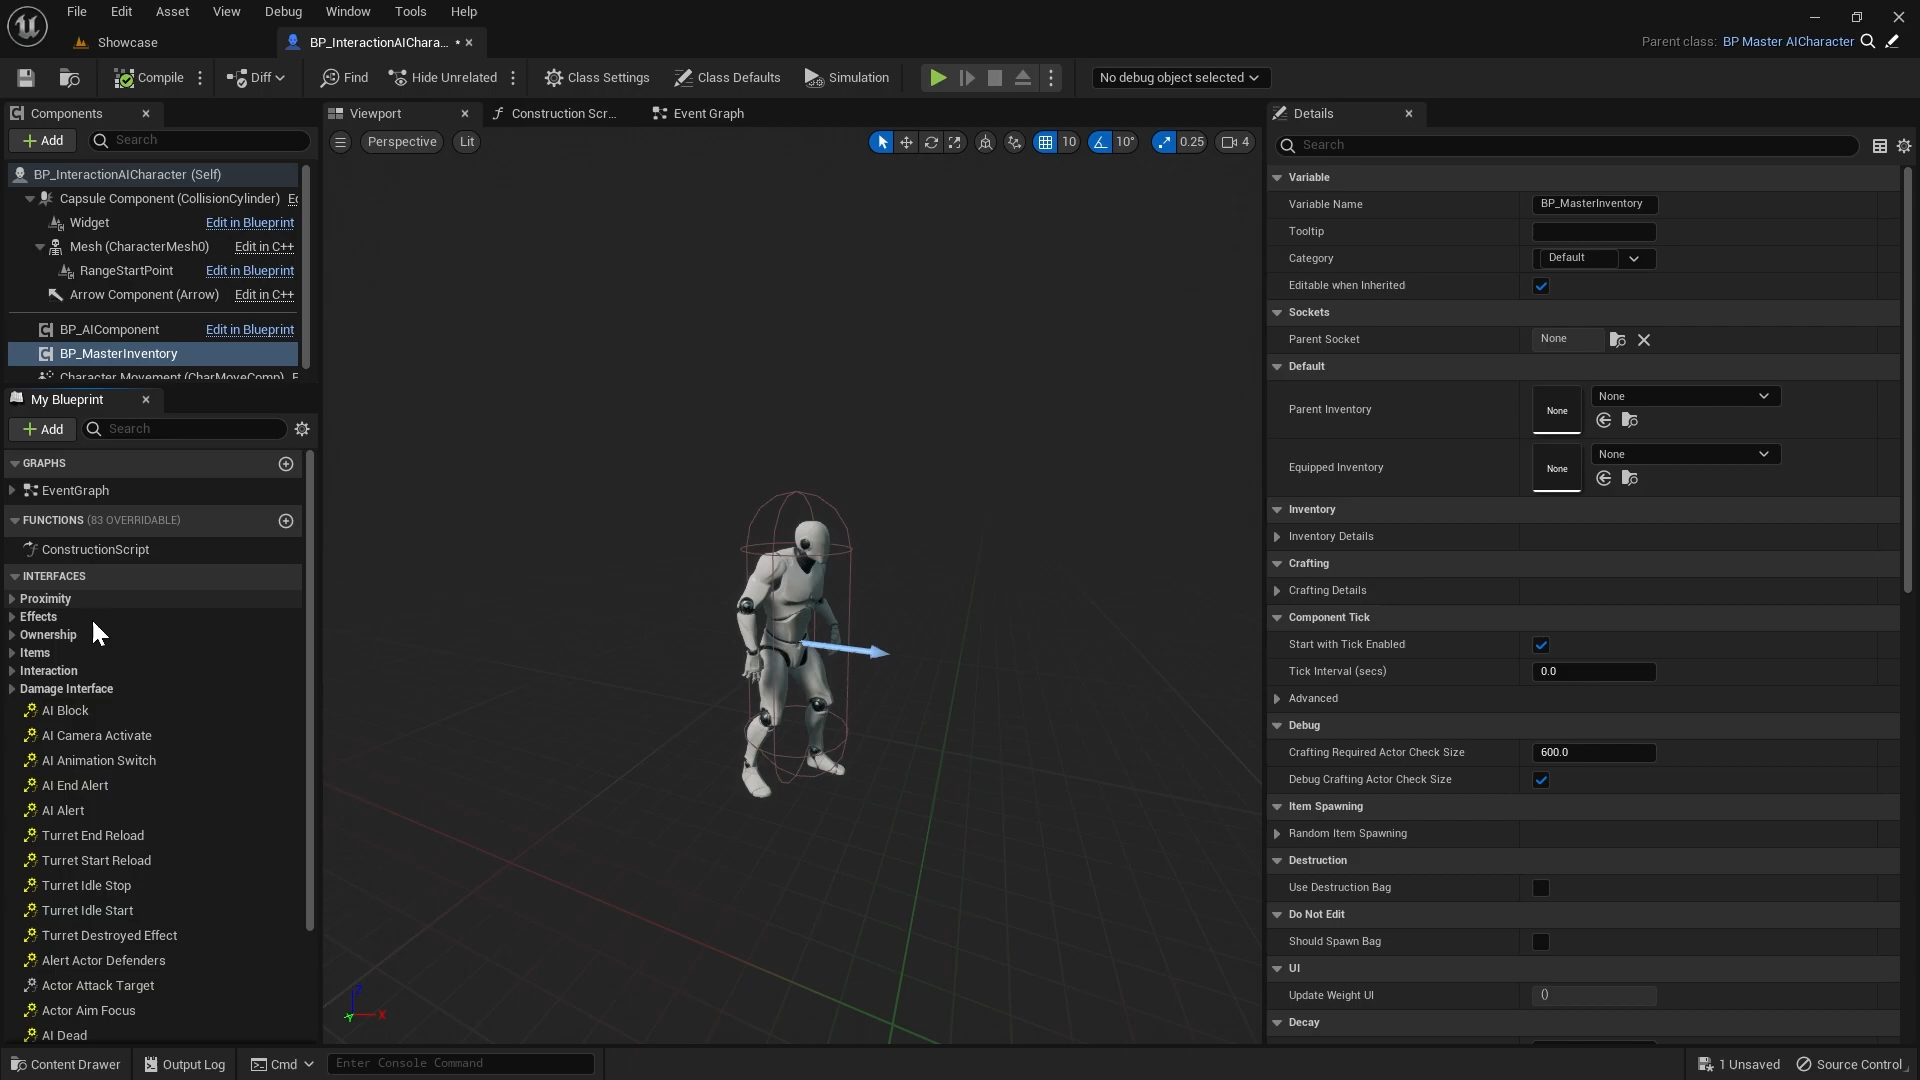 File Edit Asset View Debug Window Tools Help
Showcase
BP_InteractionAIChara... •
Parent class: BP Master AICharacter
Compile
Diff
Find
Hide Unrelated
Class Settings
Class Defaults
Simulation
No debug object selected
Components
Add
Search
BP_InteractionAICharacter (Self)
Capsule Component (CollisionCylinder)
Widget Edit in Blueprint
Mesh (CharacterMesh0) Edit in C++
RangeStartPoint Edit in Blueprint
Arrow Component (Arrow) Edit in C++
BP_AIComponent Edit in Blueprint
BP_MasterInventory
Character Movement (CharMoveComp)
My Blueprint
Add
Search
GRAPHS
EventGraph
FUNCTIONS (83 OVERRIDABLE)
ConstructionScript
INTERFACES
Proximity
Effects
Ownership
Items
Interaction
Damage Interface
AI Block
AI Camera Activate
AI Animation Switch
AI End Alert
AI Alert
Turret End Reload
Turret Start Reload
Turret Idle Stop
Turret Idle Start
Turret Destroyed Effect
Alert Actor Defenders
Actor Attack Target
Actor Aim Focus
AI Dead
Viewport
Construction Scr...
Event Graph
Perspective
Lit
10
10°
0.25
4
Z
Y
X
Details
Search
Variable
Variable Name BP_MasterInventory
Tooltip
Category Default
Editable when Inherited
Sockets
Parent Socket None
Default
Parent Inventory None None
Equipped Inventory None None
Inventory
Inventory Details
Crafting
Crafting Details
Component Tick
Start with Tick Enabled
Tick Interval (secs) 0.0
Advanced
Debug
Crafting Required Actor Check Size 600.0
Debug Crafting Actor Check Size
Item Spawning
Random Item Spawning
Destruction
Use Destruction Bag
Do Not Edit
Should Spawn Bag
UI
Update Weight UI ()
Decay
Content Drawer
Output Log
Cmd
Enter Console Command
1 Unsaved
Source Control